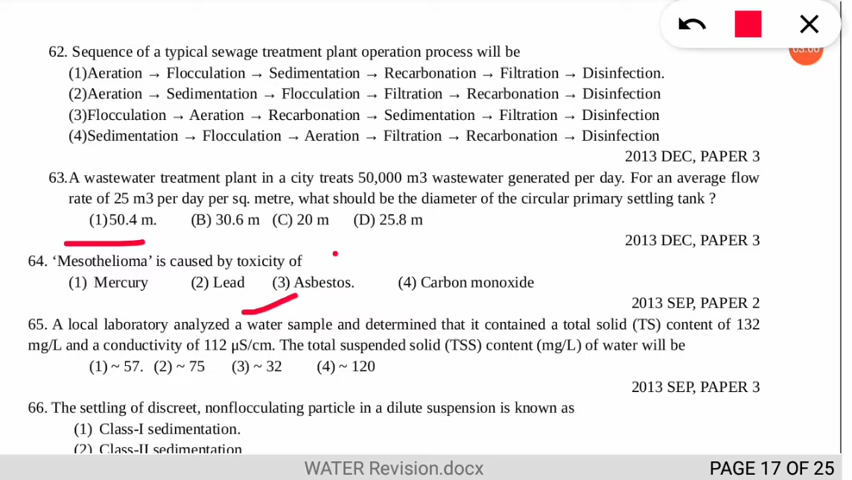 62. Sequence of a typical sewage treatment plant operation process will be
(1)Aeration → Flocculation → Sedimentation → Recarbonation → Filtration → Disinfection.
(2)Aeration → Sedimentation → Flocculation → Filtration → Recarbonation → Disinfection
(3)Flocculation → Aeration → Recarbonation → Sedimentation → Filtration → Disinfection
(4)Sedimentation → Flocculation → Aeration → Filtration → Recarbonation → Disinfection
2013 DEC, PAPER 3
63.A wastewater treatment plant in a city treats 50,000 m3 wastewater generated per day. For an average flow
rate of 25 m3 per day per sq. metre, what should be the diameter of the circular primary settling tank ?
(1)50.4 m. (B) 30.6 m (C) 20 m (D) 25.8 m
2013 DEC, PAPER 3
64. ‘Mesothelioma’ is caused by toxicity of
(1) Mercury (2) Lead (3) Asbestos. (4) Carbon monoxide
2013 SEP, PAPER 2
65. A local laboratory analyzed a water sample and determined that it contained a total solid (TS) content of 132
mg/L and a conductivity of 112 μS/cm. The total suspended solid (TSS) content (mg/L) of water will be
(1) ~ 57. (2) ~ 75 (3) ~ 32 (4) ~ 120
2013 SEP, PAPER 3
66. The settling of discreet, nonflocculating particle in a dilute suspension is known as
(1) Class-I sedimentation.
(2) Class-II sedimentation
WATER Revision.docx PAGE 17 OF 25